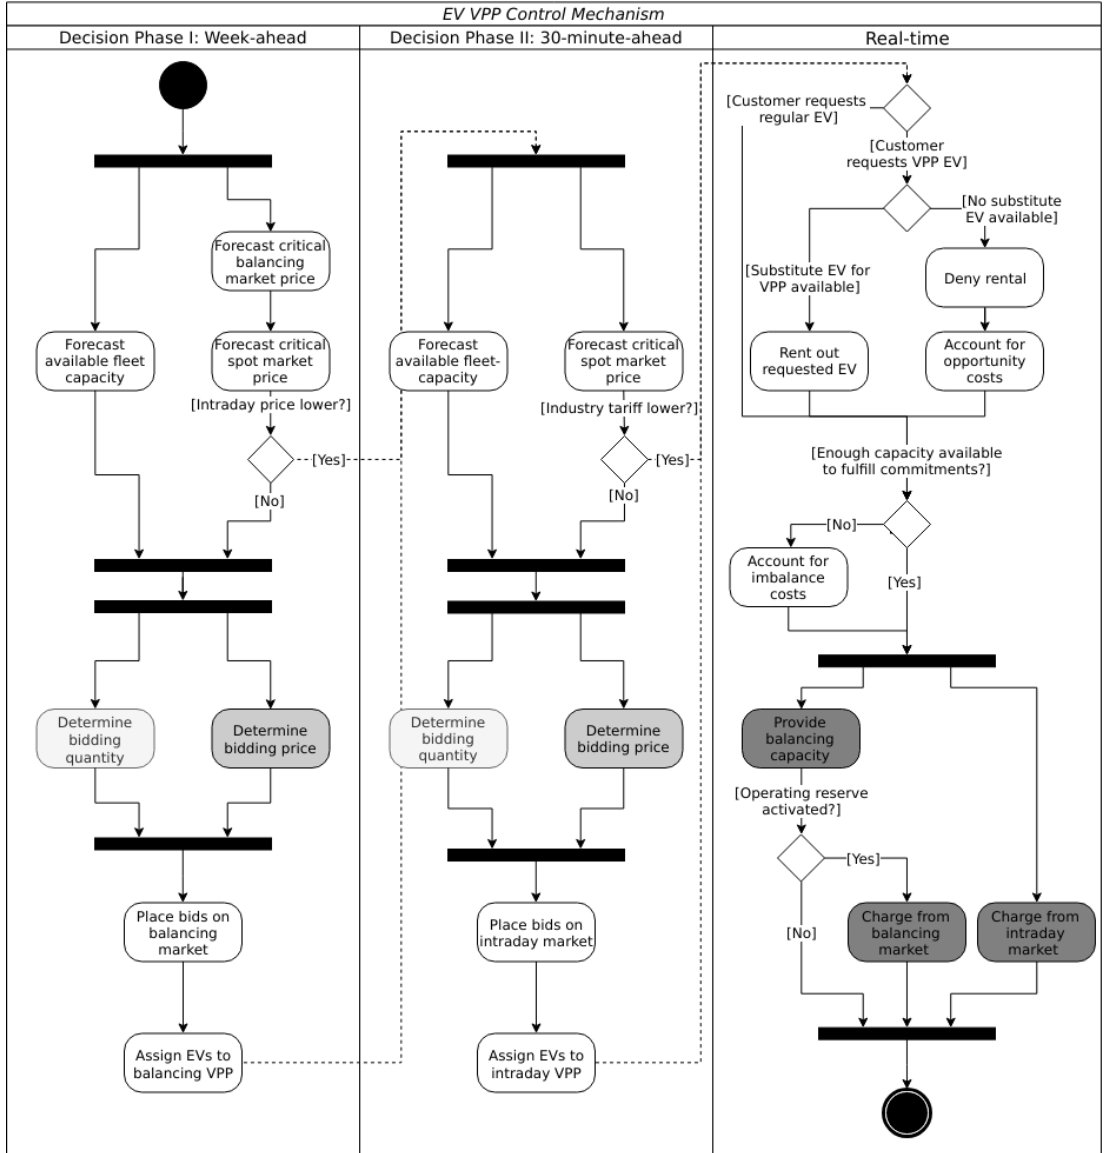 EV VPP Control Mechanism
Decision Phase I: Week-ahead
Decision Phase II: 30-minute-ahead
Real-time
Forecast critical
balancing
market price
Forecast
available fleet
capacity
Forecast critical
spot market
price
[Intraday price lower?]
[Yes]
[No]
Determine
bidding
quantity
Determine
bidding price
Place bids on
balancing
market
Assign EVs to
balancing VPP
Forecast
available fleet-
capacity
Forecast critical
spot market
price
[Industry tariff lower?]
[Yes]
[No]
Determine
bidding
quantity
Determine
bidding price
Place bids on
intraday market
Assign EVs to
intraday VPP
[Customer requests
regular EV]
[Customer
requests VPP EV]
[No substitute
EV available]
[Substitute EV for
VPP available]
Deny rental
Rent out
requested EV
Account for
opportunity
costs
[Enough capacity available
to fulfill commitments?]
[No]
Account for
imbalance
costs
[Yes]
Provide
balancing
capacity
[Operating reserve
activated?]
[Yes]
[No]
Charge from
balancing
market
Charge from
intraday
market